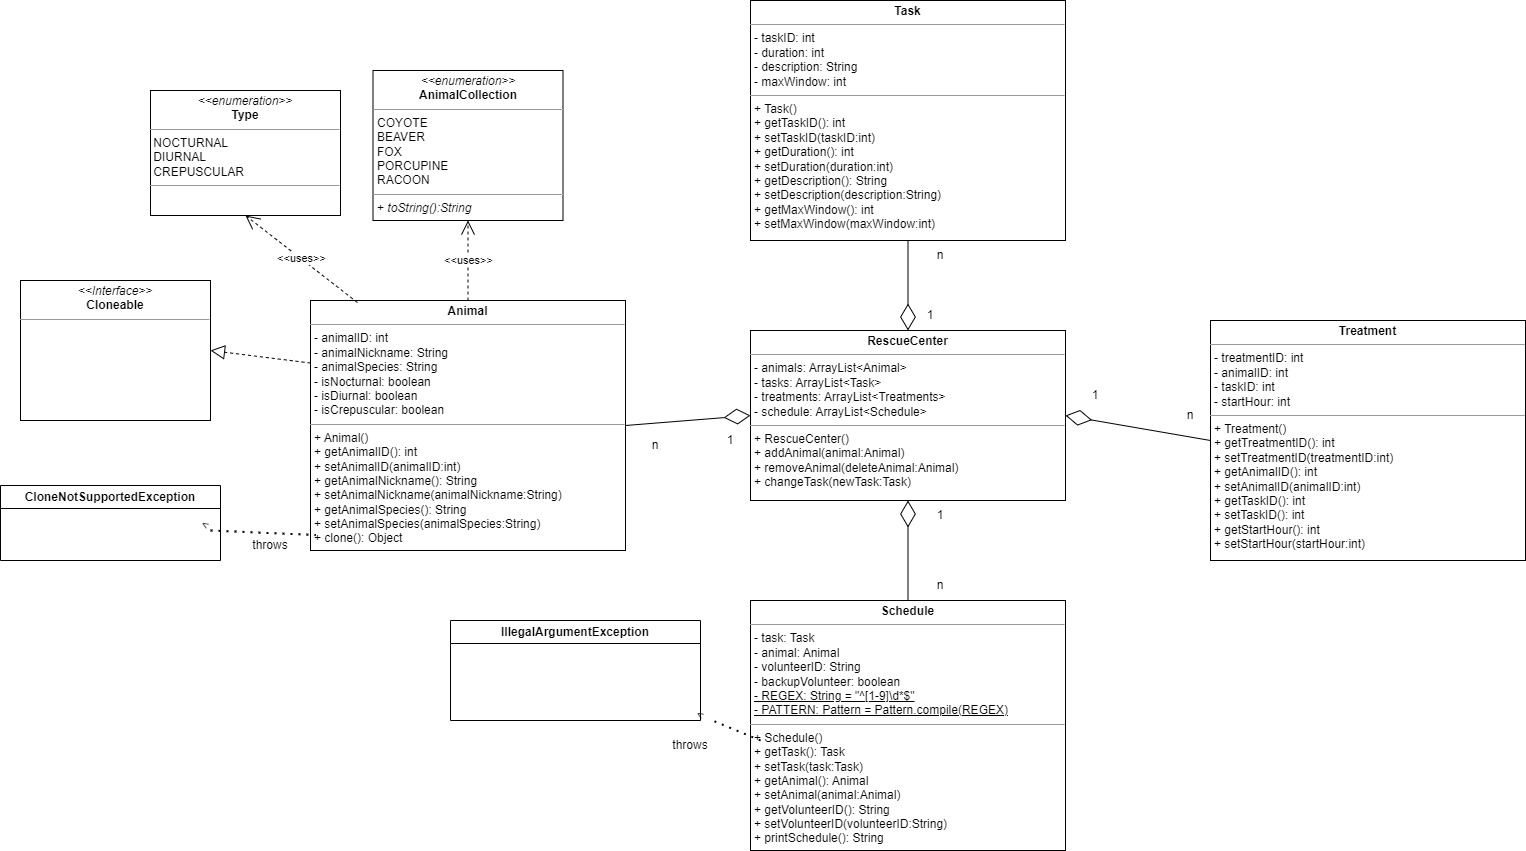 Task
- taskID: int
- duration: int
- description: String
- maxWindow: int
+ Task()
+ getTaskID(): int
+ setTaskID(taskID:int)
+ getDuration(): int
+ setDuration(duration:int)
+ getDescription(): String
+ setDescription(description:String)
+ getMaxWindow(): int
+ setMaxWindow(maxWindow:int)
n
1
<<enumeration>>
AnimalCollection
COYOTE
BEAVER
FOX
PORCUPINE
RACOON
+ toString():String
<<enumeration>>
Type
NOCTURNAL
DIURNAL
CREPUSCULAR
<<uses>>
<<uses>>
<<Interface>>
Cloneable
Animal
- animalID: int
- animalNickname: String
- animalSpecies: String
- isNocturnal: boolean
- isDiurnal: boolean
- isCrepuscular: boolean
+ Animal()
+ getAnimalID(): int
+ setAnimalID(animalID:int)
+ getAnimalNickname(): String
+ setAnimalNickname(animalNickname:String)
+ getAnimalSpecies(): String
+ setAnimalSpecies(animalSpecies:String)
+ clone(): Object
n
1
RescueCenter
- animals: ArrayList<Animal>
- tasks: ArrayList<Task>
- treatments: ArrayList<Treatments>
- schedule: ArrayList<Schedule>
+ RescueCenter()
+ addAnimal(animal:Animal)
+ removeAnimal(deleteAnimal:Animal)
+ changeTask(newTask:Task)
1
n
Treatment
- treatmentID: int
- animalID: int
- taskID: int
- startHour: int
+ Treatment()
+ getTreatmentID(): int
+ setTreatmentID(treatmentID:int)
+ getAnimalID(): int
+ setAnimalID(animalID:int)
+ getTaskID(): int
+ setTaskID(): int
+ getStartHour(): int
+ setStartHour(startHour:int)
CloneNotSupportedException
throws
1
n
IllegalArgumentException
throws
Schedule
- task: Task
- animal: Animal
- volunteerID: String
- backupVolunteer: boolean
- REGEX: String = "^[1-9]\d*$"
- PATTERN: Pattern = Pattern.compile(REGEX)
+ Schedule()
+ getTask(): Task
+ setTask(task:Task)
+ getAnimal(): Animal
+ setAnimal(animal:Animal)
+ getVolunteerID(): String
+ setVolunteerID(volunteerID:String)
+ printSchedule(): String